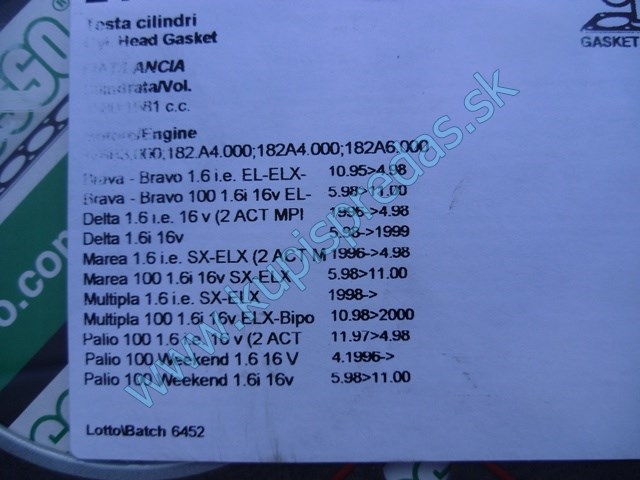 Testa cilindri
Head Gasket
GASKET
LANCIA
Cilindrata/Vol.
c.c.
Motore/Engine
182.A4.000;182A4.000;182A6.000
Brava - Bravo 1.6 i.e. EL-ELX- 10.95>4.98
Brava - Bravo 100 1.6i 16v EL- 5.98>11.00
Delta 1.6 i.e. 16 v (2 ACT MPI 1996->4.98
Delta 1.6i 16v 5.98->1999
Marea 1.6 i.e. SX-ELX (2 ACT M 1996->4.98
Marea 100 1.6i 16v SX-ELX 5.98>11.00
Multipla 1.6 i.e. SX-ELX 1998->
Multipla 100 1.6i 16v ELX-Bipo 10.98>2000
Palio 100 1.6 i.e. 16 v (2 ACT 11.97>4.98
Palio 100 Weekend 1.6 16 V 4.1996->
Palio 100 Weekend 1.6i 16v 5.98>11.00
Lotto\Batch 6452
www.kupispredas.sk
o.com